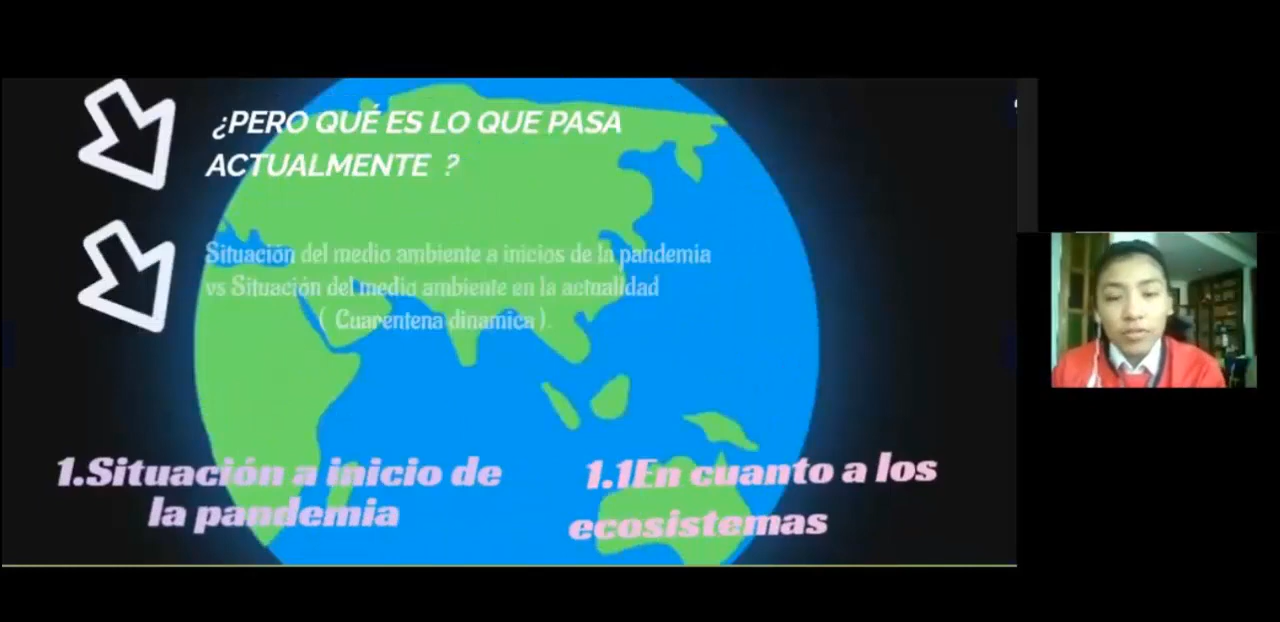 ¿PERO QUÉ ES LO QUE PASA
ACTUALMENTE ?
Situación del medio ambiente a inicios de la pandemia
vs Situación del medio ambiente en la actualidad
( Cuarentena dinamica ).
1.Situación a inicio de
la pandemia
1.1En cuanto a los
ecosistemas